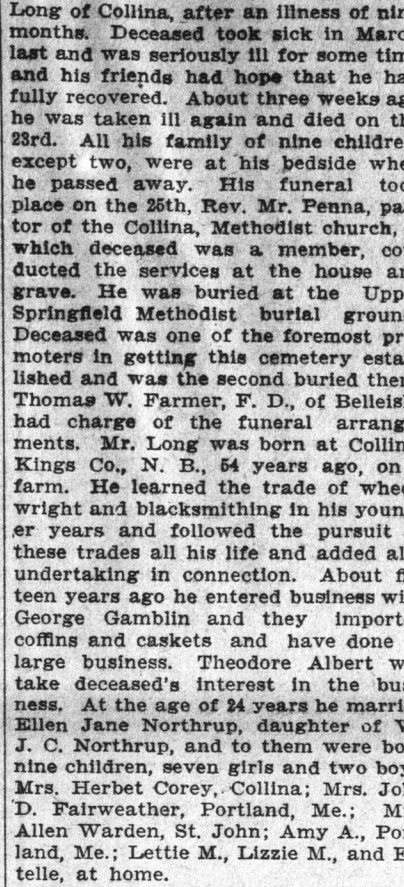 Long of Collina, after an illness of nin
months. Deceased took sick in Marc
last and was seriously ill for some tim
and his friends had hope that he ha
fully recovered. About three weeks ag
he was taken ill again and died on th
23rd. All his family of nine childre
except two, were at his bedside whe
he passed away. His funeral too
place on the 25th, Rev. Mr. Penna, pa
tor of the Collina, Methodist church,
which deceased was a member, co
ducted the services at the house an
grave. He was buried at the Upp
Springfield Methodist burial groun
Deceased was one of the foremost pr
moters in getting this cemetery esta
lished and was the second buried ther
Thomas W. Farmer, F. D., of Belleisl
had charge of the funeral arrang
ments. Mr. Long was born at Collin
Kings Co., N. B., 54 years ago, on
farm. He learned the trade of whee
wright and blacksmithing in his youn
er years and followed the pursuit
these trades all his life and added al
undertaking in connection. About fi
teen years ago he entered business wi
George Gamblin and they import
coffins and caskets and have done
large business. Theodore Albert w
take deceased's interest in the bus
ness. At the age of 24 years he marri
Ellen Jane Northrup, daughter of W
J. C. Northrup, and to them were bo
nine children, seven girls and two boy
Mrs. Herbet Corey, Collina; Mrs. Jo
D. Fairweather, Portland, Me.; M
Allen Warden, St. John; Amy A., Po
land, Me.; Lettie M., Lizzie M., and E
telle, at home.